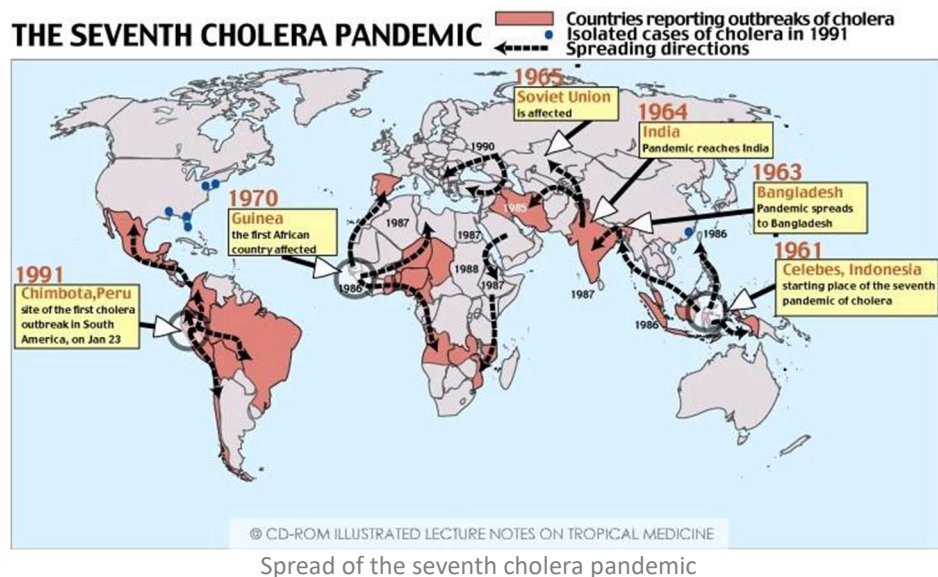 THE SEVENTH CHOLERA PANDEMIC
Countries reporting outbreaks of cholera
Isolated cases of cholera in 1991
Spreading directions
1965
Soviet Union
is affected
1964
India
Pandemic reaches India
1963
Bangladesh
Pandemic spreads
to Bangladesh
1961
Celebes, Indonesia
starting place of the seventh
pandemic of cholera
1970
Guinea
the first African
country affected
1991
Chimbota,Peru
site of the first cholera
outbreak in South
America, on Jan 23
1990
1985
1987
1987
1988
1987
1986
1987
1986
1986
© CD-ROM ILLUSTRATED LECTURE NOTES ON TROPICAL MEDICINE
Spread of the seventh cholera pandemic